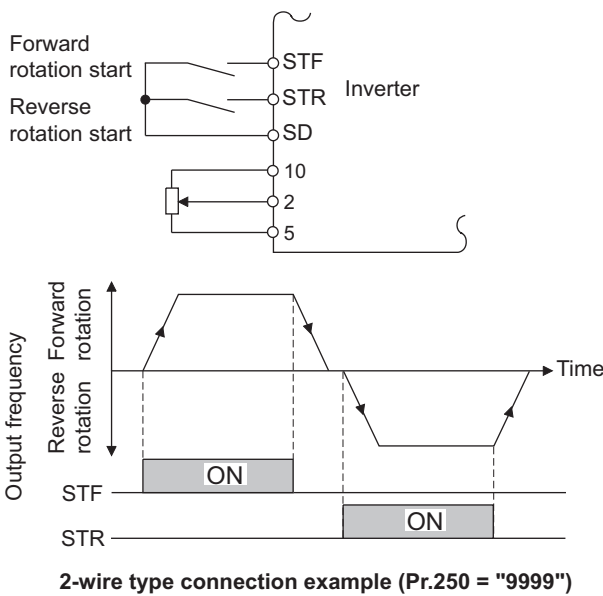 Forward
rotation start
Reverse
rotation start
STF
STR
SD
Inverter
10
2
5
Output frequency
Reverse rotation
Forward rotation
Time
ON
STF
ON
STR
2-wire type connection example (Pr.250 = "9999")